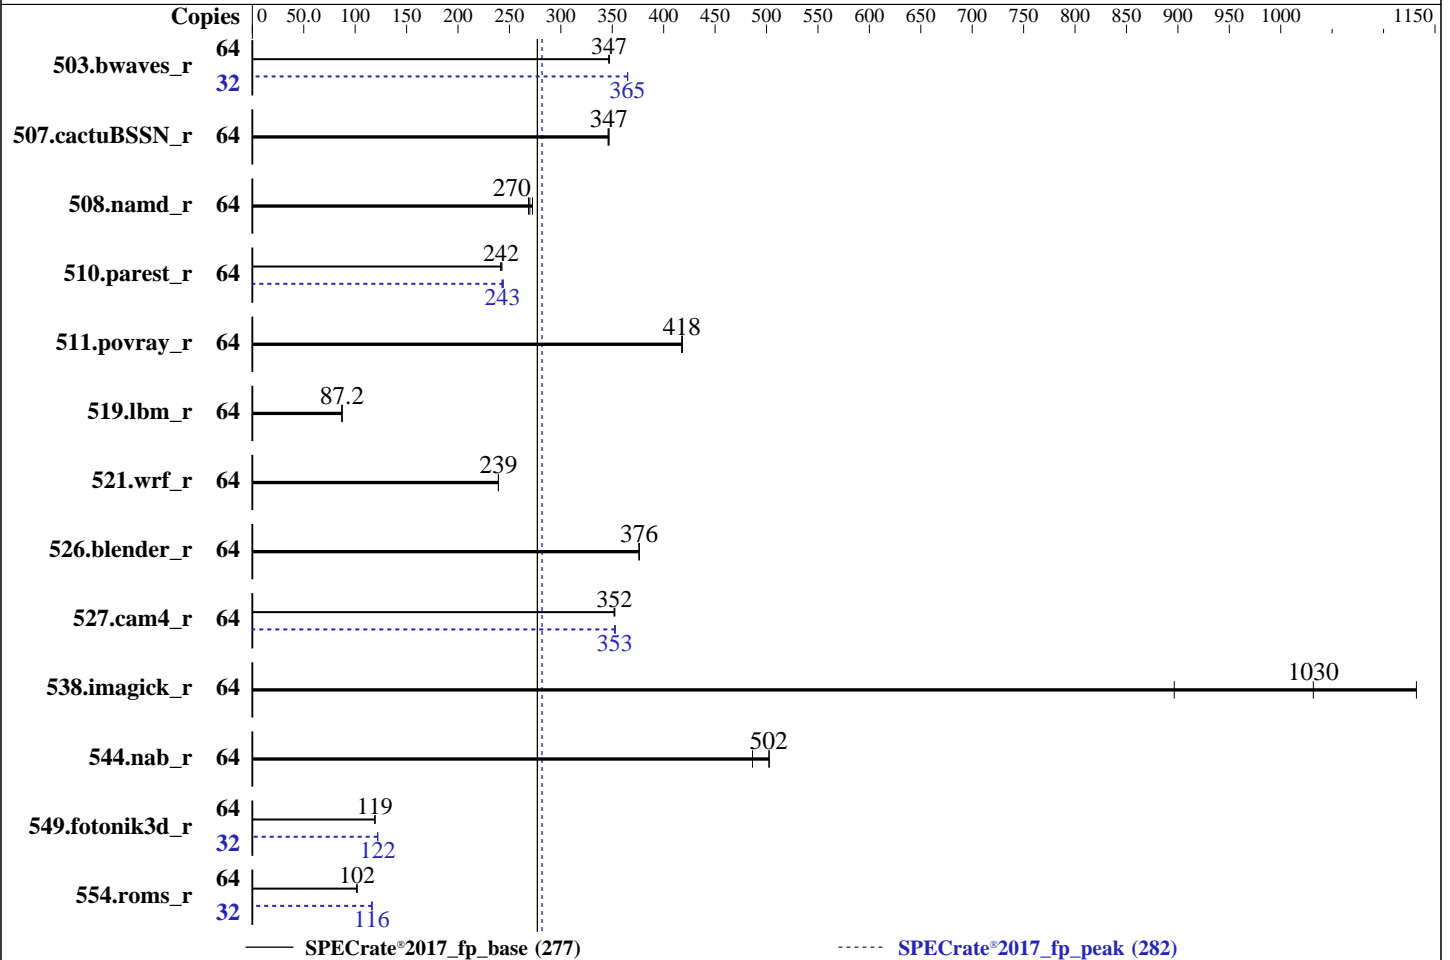 Copies 0 50.0 100 150 200 250 300 350 400 450 500 550 600 650 700 750 800 850 900 950 1000 1150
503.bwaves_r 64 347
32 365
507.cactuBSSN_r 64 347
508.namd_r 64 270
510.parest_r 64 242
243
511.povray_r 64 418
519.lbm_r 64 87.2
521.wrf_r 64 239
526.blender_r 64 376
527.cam4_r 64 352
353
538.imagick_r 64 1030
544.nab_r 64 502
549.fotonik3d_r 64 119
32 122
554.roms_r 64 102
32 116
SPECrate®2017_fp_base (277) SPECrate®2017_fp_peak (282)